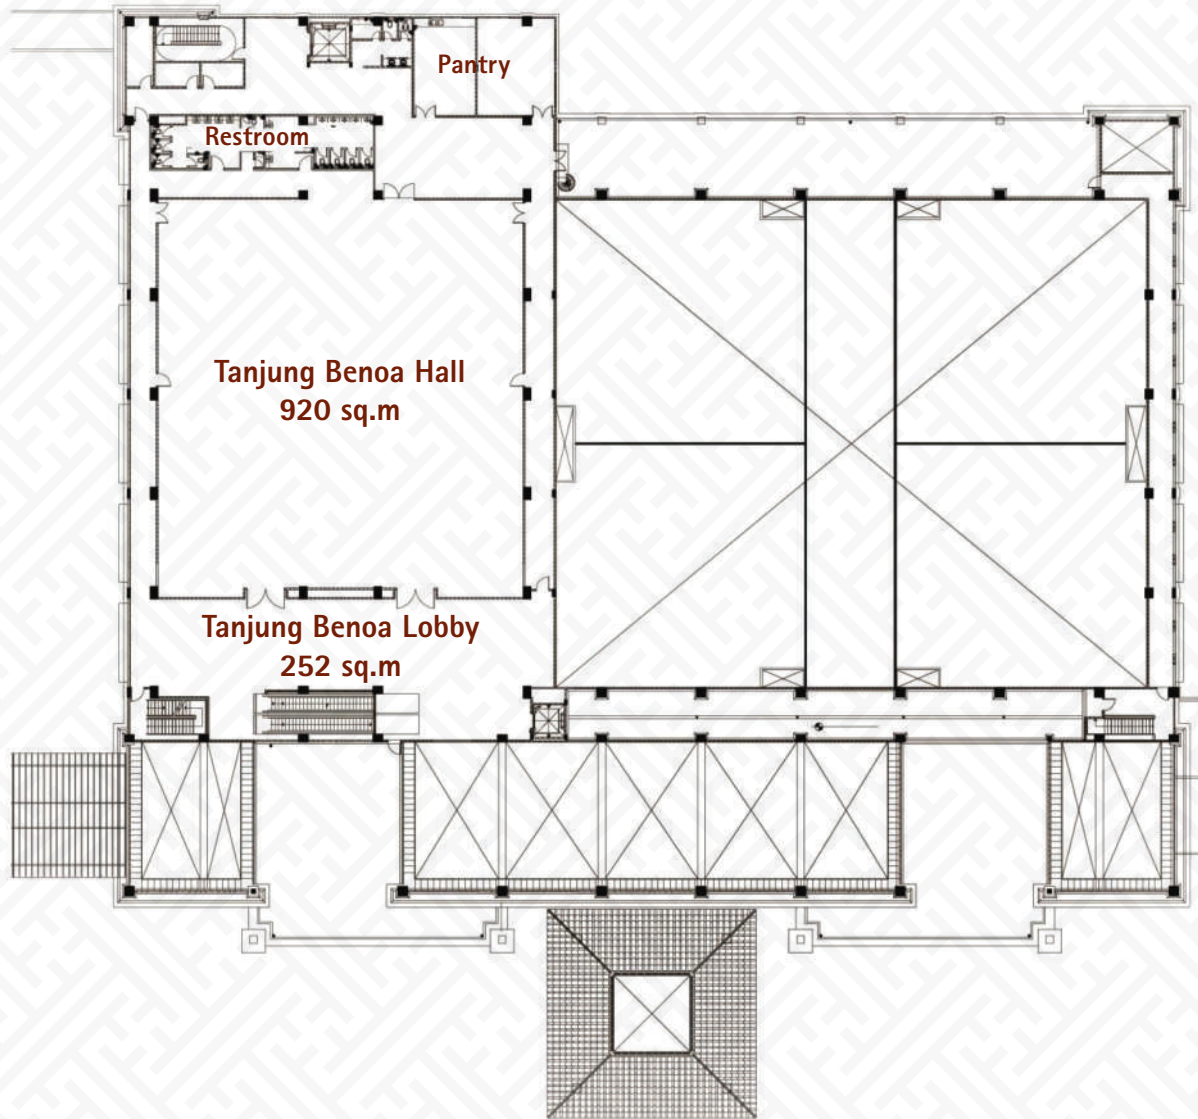 Pantry
Restroom
Tanjung Benoa Hall
920 sq.m
Tanjung Benoa Lobby
252 sq.m